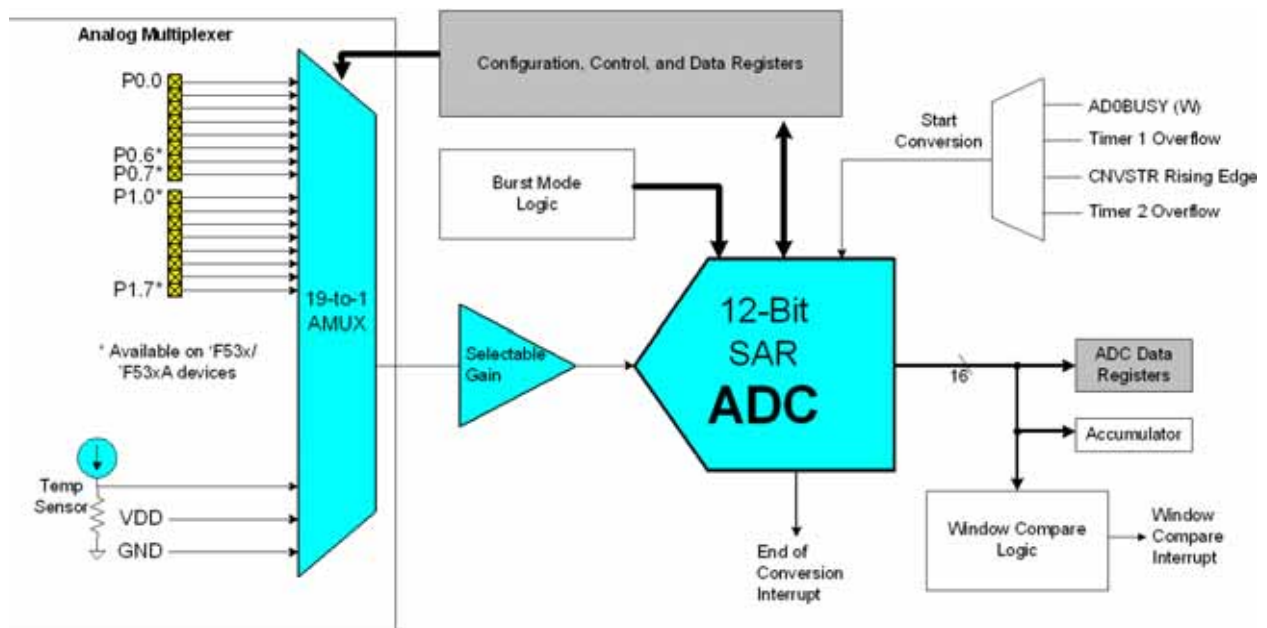 Analog Multiplexer
P0.0
P0.6*
P0.7*
P1.0*
P1.7*
19-to-1
AMUX
* Available on 'F53x/
'F53xA devices
Temp
Sensor
VDD
GND
Configuration, Control, and Data Registers
Burst Mode
Logic
Selectable
Gain
Start
Conversion
AD0BUSY (W)
Timer 1 Overflow
CNVSTR Rising Edge
Timer 2 Overflow
12-Bit
SAR
ADC
16
ADC Data
Registers
Accumulator
Window Compare
Logic
Window
Compare
Interrupt
End of
Conversion
Interrupt